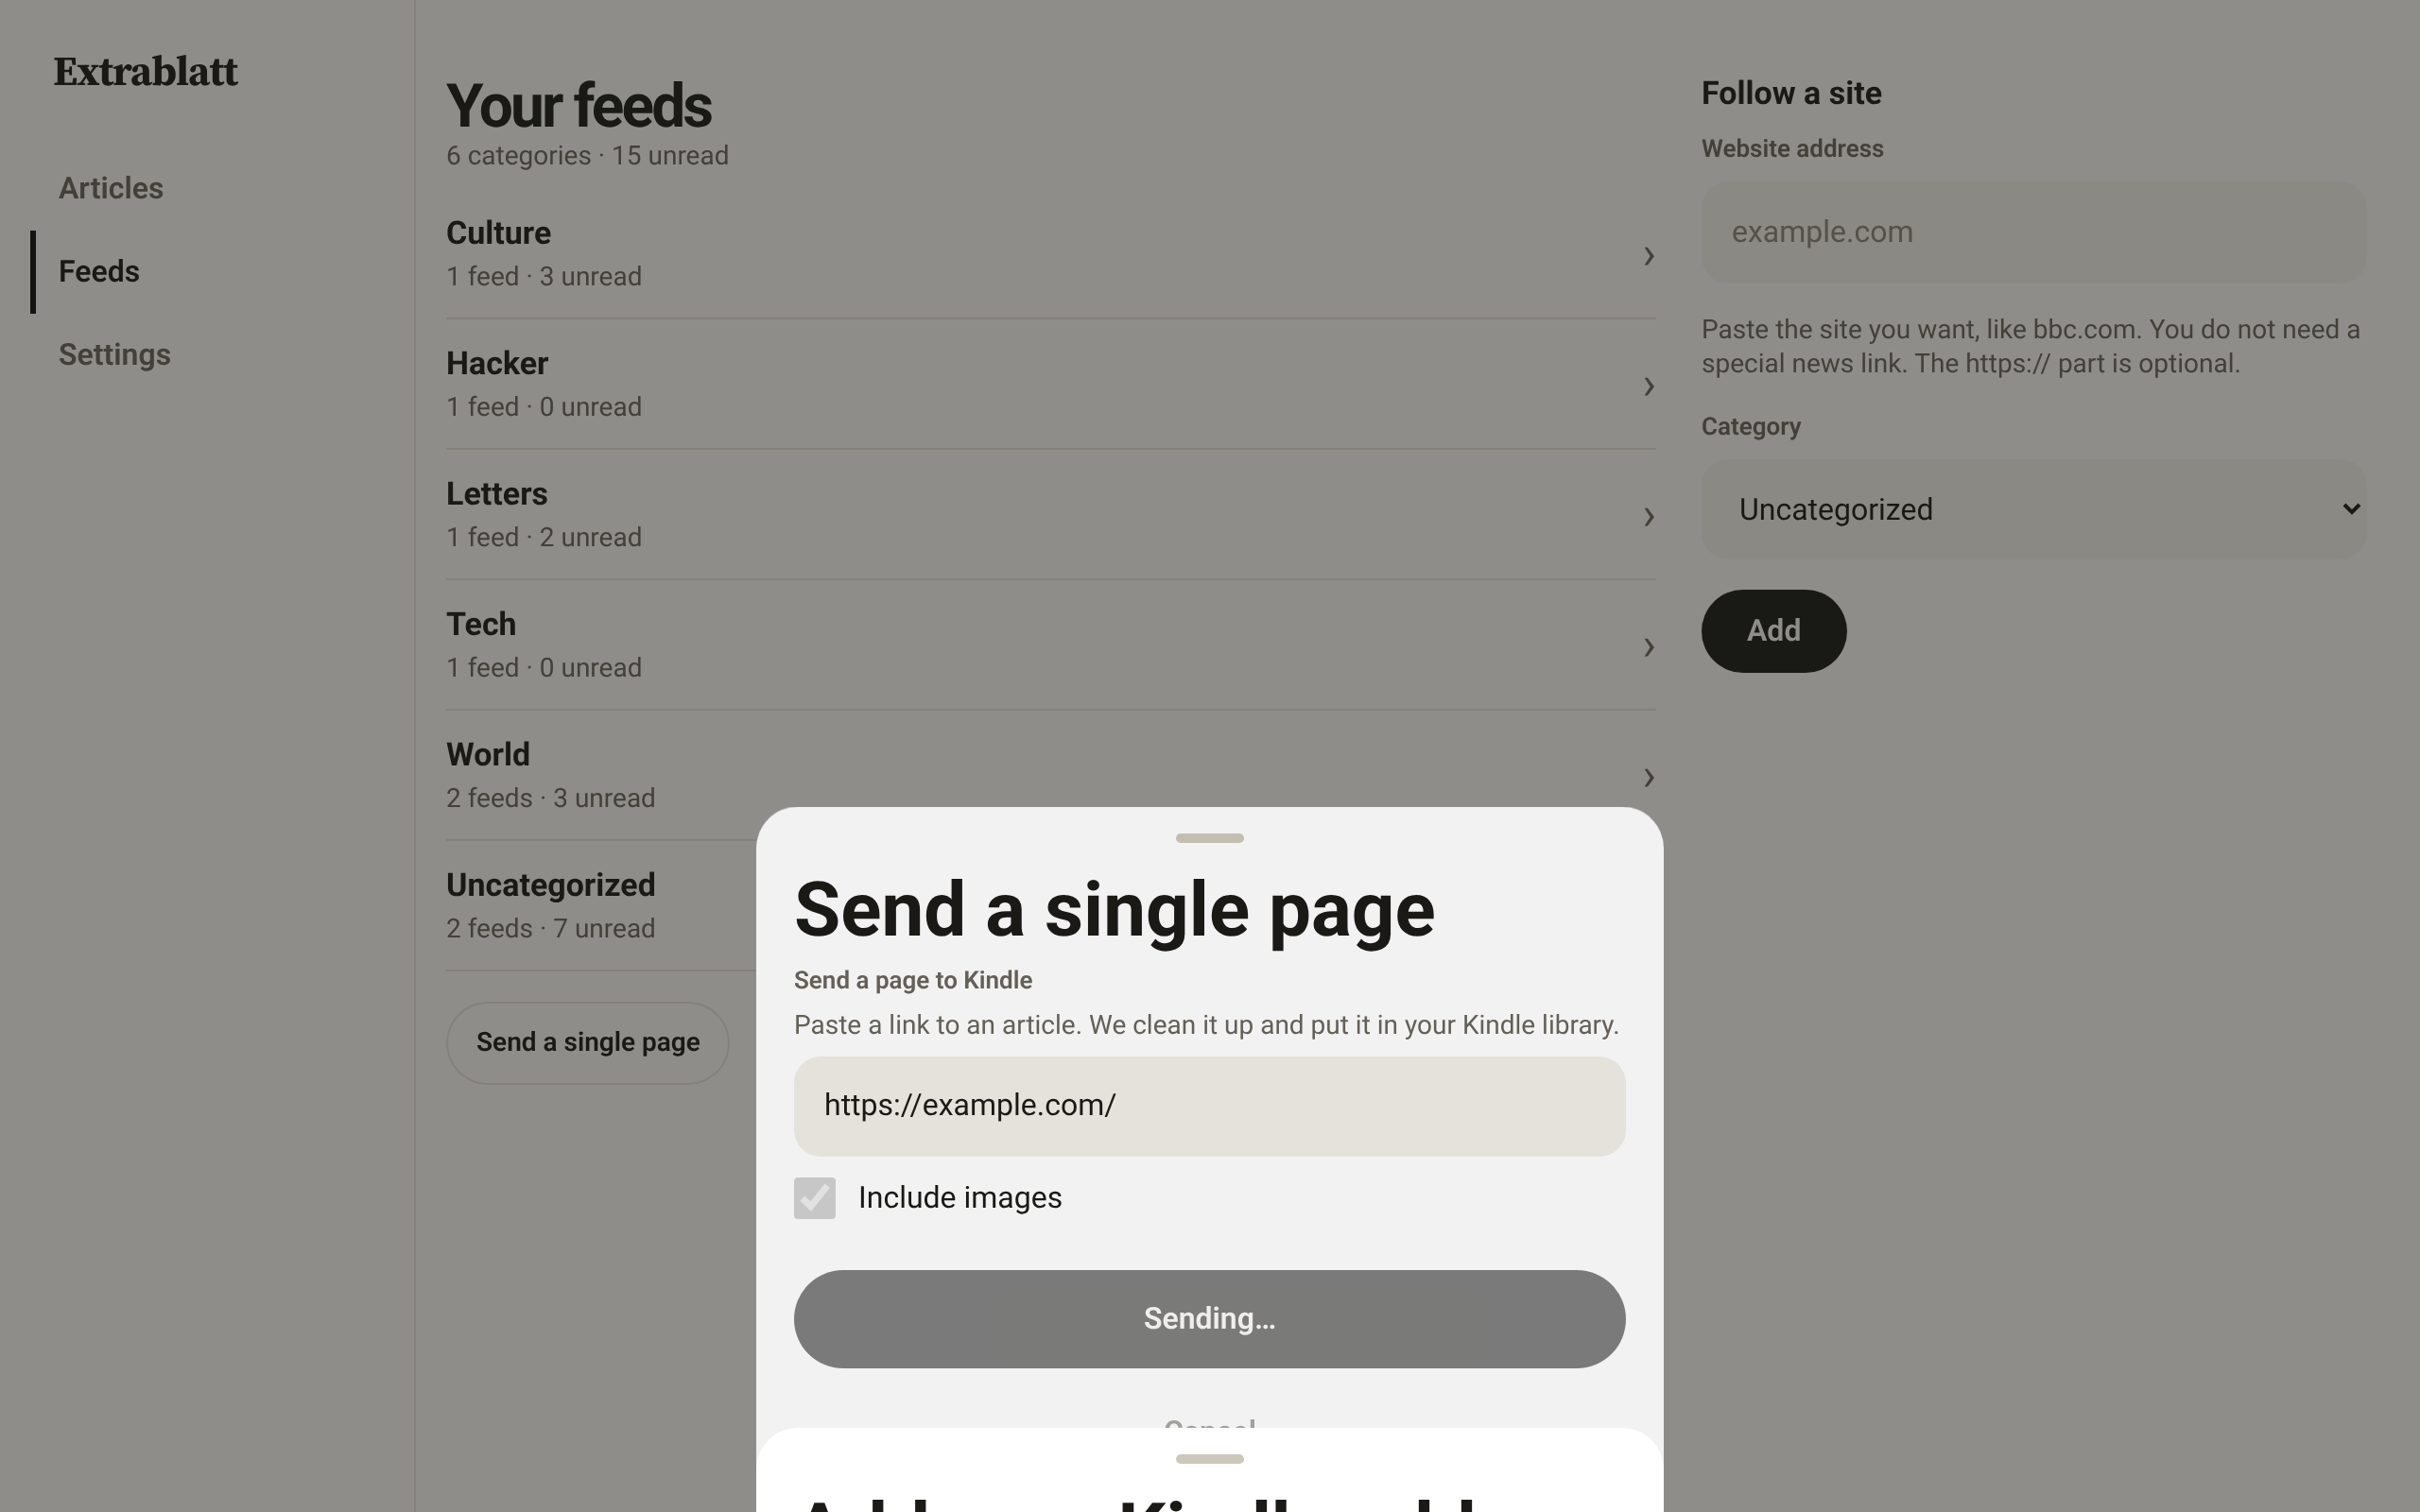 Extrablatt
Articles
Feeds
Settings
Your feeds
6 categories · 15 unread
Culture
1 feed · 3 unread
Hacker
1 feed · 0 unread
Letters
1 feed · 2 unread
Tech
1 feed · 0 unread
World
2 feeds · 3 unread
Uncategorized
2 feeds · 7 unread
Send a single page
Follow a site
Website address
example.com
Paste the site you want, like bbc.com. You do not need a
special news link. The https:// part is optional.
Category
Uncategorized
Add
Send a single page
Send a page to Kindle
Paste a link to an article. We clean it up and put it in your Kindle library.
https://example.com/
Include images
Sending…
Cancel